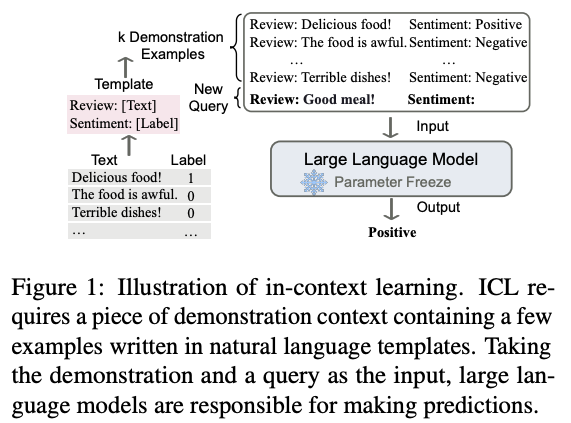 k Demonstration
Examples
Review: Delicious food! Sentiment: Positive
Review: The food is awful. Sentiment: Negative
... ...
Review: Terrible dishes! Sentiment: Negative
New
Query
Review: Good meal! Sentiment:
Template
Review: [Text]
Sentiment: [Label]
Text Label
Delicious food! 1
The food is awful. 0
Terrible dishes! 0
... ...
Input
Large Language Model
Parameter Freeze
Output
Positive
Figure 1: Illustration of in-context learning. ICL re-
quires a piece of demonstration context containing a few
examples written in natural language templates. Taking
the demonstration and a query as the input, large lan-
guage models are responsible for making predictions.